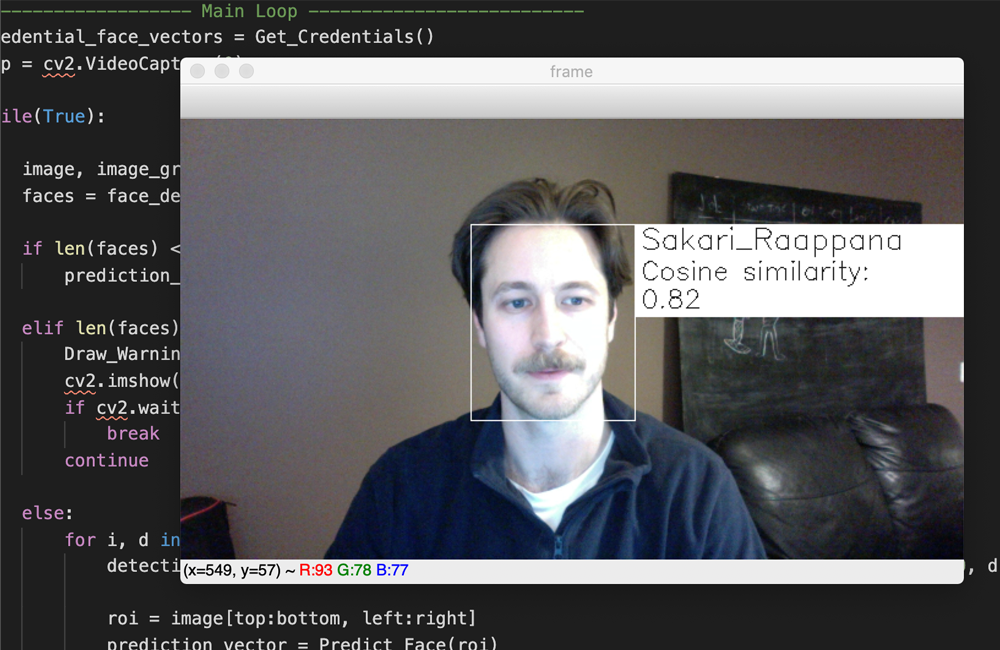 ----------------- Main Loop --------------------------
edential_face_vectors = Get_Credentials()
p = cv2.VideoCapt
frame
ile(True):
image, image_gr
faces = face_de
if len(faces) <
prediction_
elif len(faces)
Draw_Warnin
cv2.imshow(
if cv2.wait
break
continue
else:
for i, d in
detecti
, d
roi = image[top:bottom, left:right]
prediction_vector = Predict_Face(roi)
Sakari_Raappana
Cosine similarity:
0.82
(x=549, y=57) ~ R:93 G:78 B:77